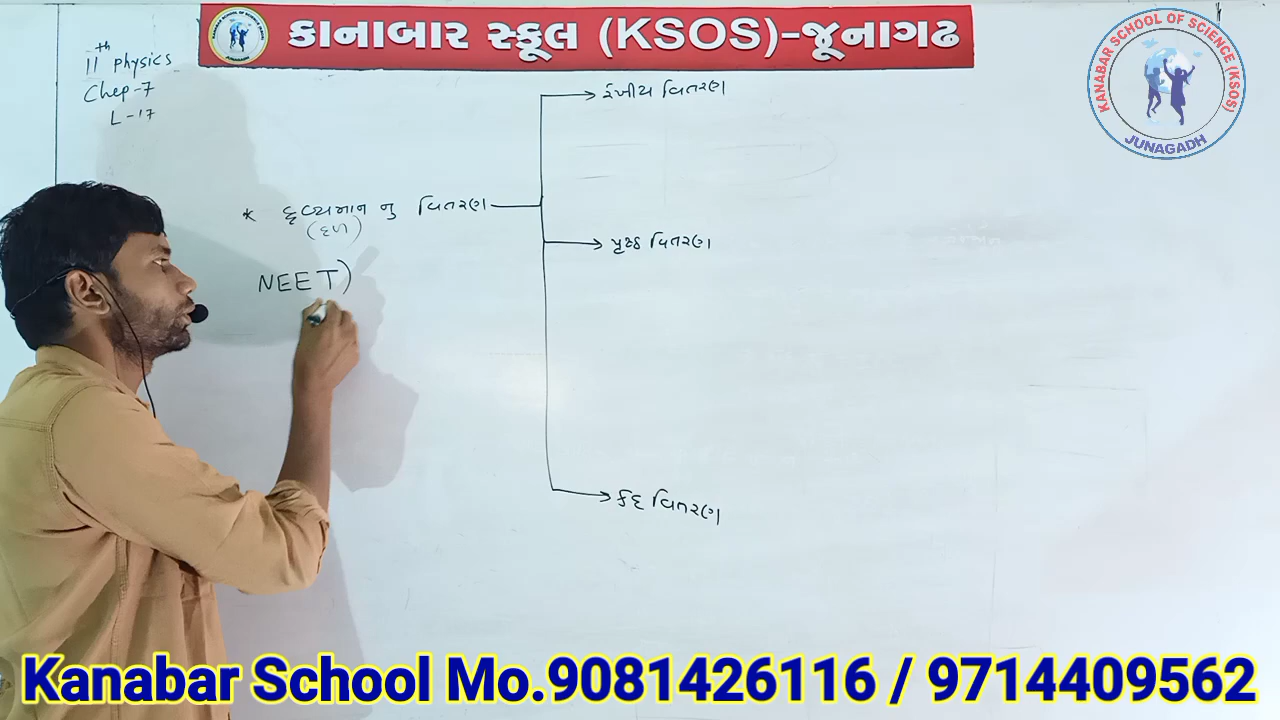 કાનાબાર સ્કૂલ (KSOS)-જૂનાગઢ
KANABAR SCHOOL OF SCIENCE (KSOS)
JUNAGADH
11th physics
Chep-7
L-17
* દ્રવ્યમાન નુ વિતરણ
(દળ)
NEET)
રેખીય વિતરણ
પૃષ્ઠ વિતરણ
કદ વિતરણ
Kanabar School Mo.9081426116 / 9714409562